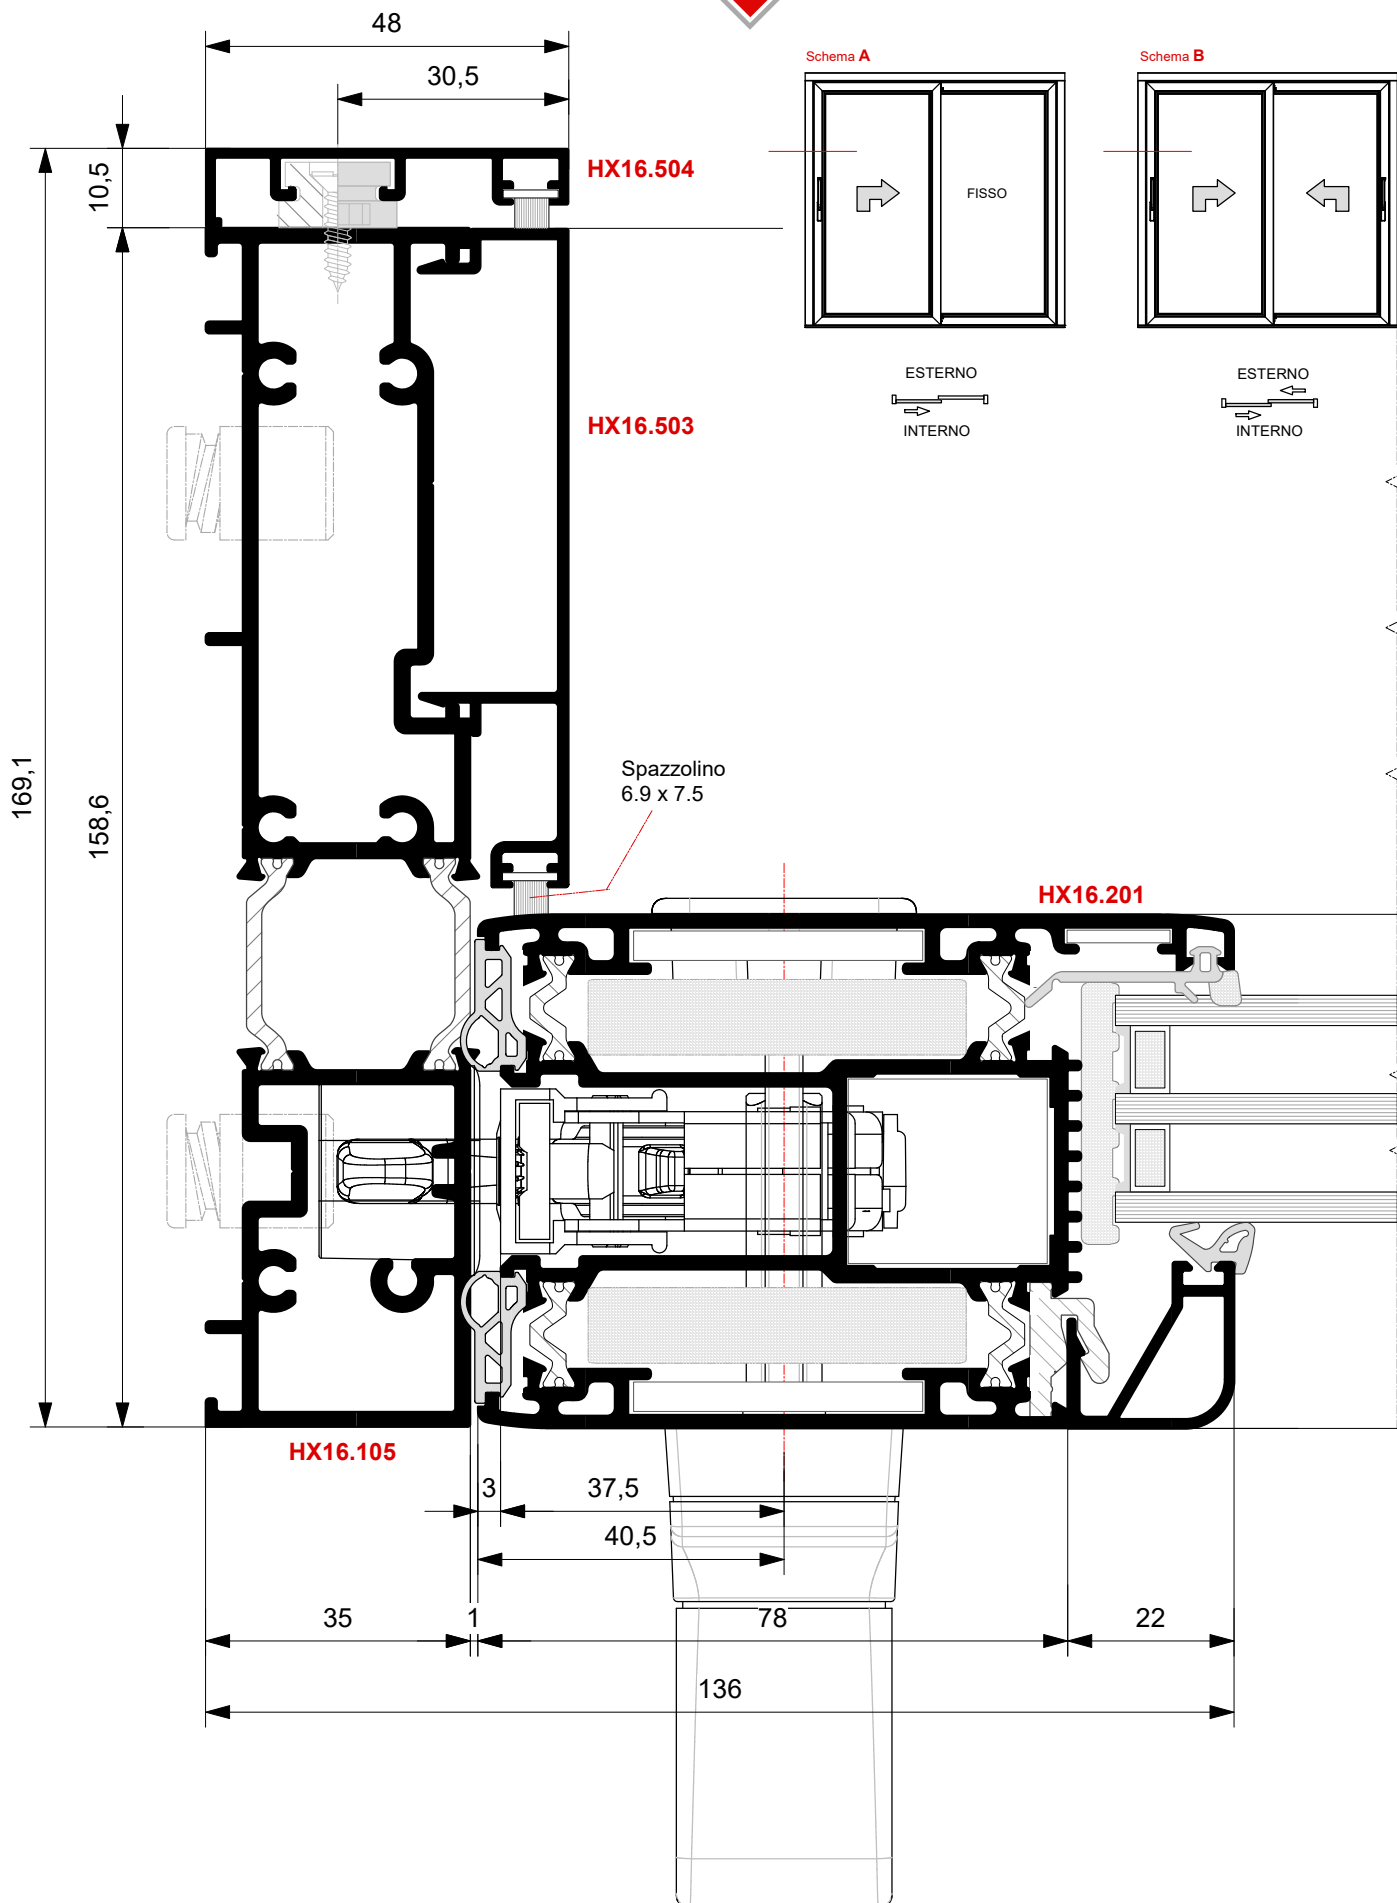 48
30,5
Schema A
Schema B
10,5
HX16.504
FISSO
ESTERNO
INTERNO
ESTERNO
INTERNO
HX16.503
169,1
158,6
Spazzolino
6.9 x 7.5
HX16.201
HX16.105
3
37,5
40,5
35
1
78
22
136